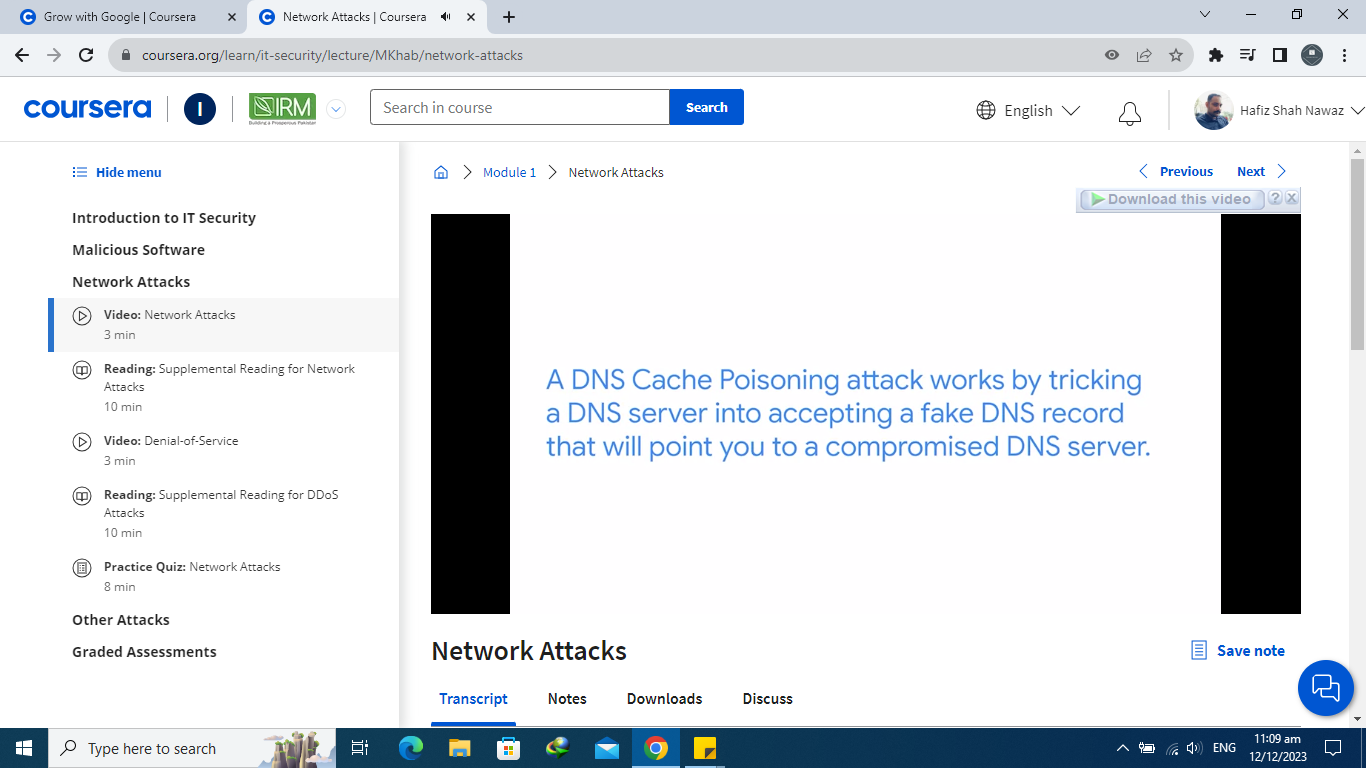 Grow with Google | Coursera
Network Attacks | Coursera
coursera.org/learn/it-security/lecture/MKhab/network-attacks
coursera
I
IRM
Building a Prosperous Pakistan
Search in course
Search
English
Hafiz Shah Nawaz
Hide menu
Introduction to IT Security
Malicious Software
Network Attacks
Video: Network Attacks
3 min
Reading: Supplemental Reading for Network
Attacks
10 min
Video: Denial-of-Service
3 min
Reading: Supplemental Reading for DDoS
Attacks
10 min
Practice Quiz: Network Attacks
8 min
Other Attacks
Graded Assessments
Module 1
Network Attacks
Previous
Next
Download this video ? X
A DNS Cache Poisoning attack works by tricking
a DNS server into accepting a fake DNS record
that will point you to a compromised DNS server.
Network Attacks
Save note
Transcript
Notes
Downloads
Discuss
Type here to search
ENG
11:09 am
12/12/2023